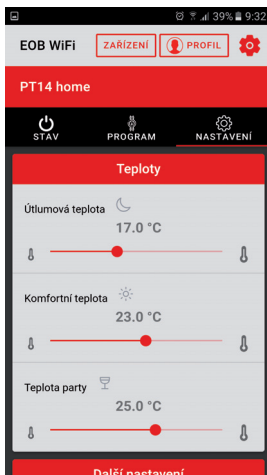 39% 9:32
EOB WiFi ZAŘÍZENÍ PROFIL
PT14 home
STAV PROGRAM NASTAVENÍ
Teploty
Útlumová teplota
17.0 °C
Komfortní teplota
23.0 °C
Teplota party
25.0 °C
Další nastavení